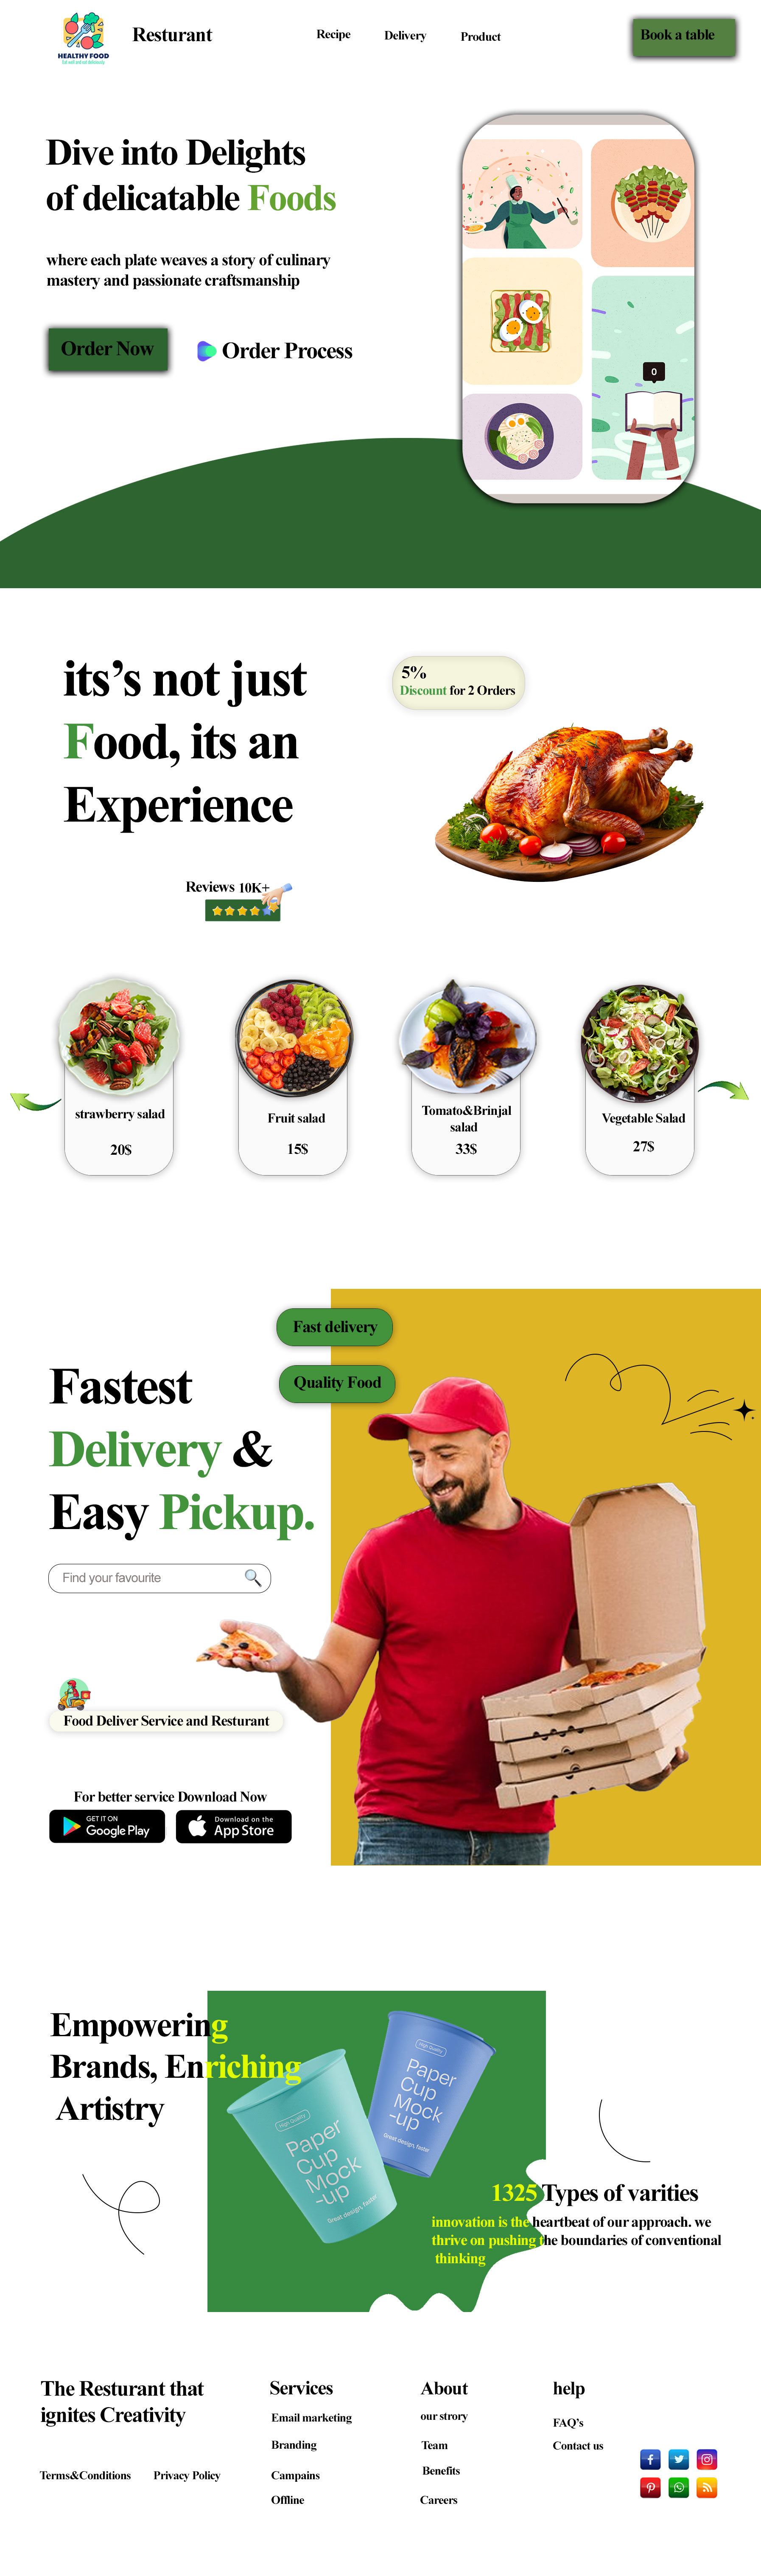 HEALTHY FOOD
Resturant
Recipe
Delivery
Product
Book a table
Dive into Delights
of delicatable Foods
where each plate weaves a story of culinary
mastery and passionate craftsmanship
Order Now
Order Process
0
its’s not just
Food, its an
Experience
5%
Discount for 2 Orders
Reviews 10K+
strawberry salad
20$
Fruit salad
15$
Tomato&Brinjal
salad
33$
Vegetable Salad
27$
Fast delivery
Quality Food
Fastest
Delivery &
Easy Pickup.
Find your favourite
Food Deliver Service and Resturant
For better service Download Now
GET IT ON
Google Play
Download on the
App Store
Empowering
Brands, Enriching
Artistry
High Quality
Paper
Cup
Mock
-up
Great design, faster
High Quality
Paper
Cup
Mock
-up
Great design, faster
1325 Types of varities
innovation is the heartbeat of our approach. we
thrive on pushing the boundaries of conventional
thinking
The Resturant that
ignites Creativity
Terms&Conditions
Privacy Policy
Services
Email marketing
Branding
Campains
Offline
About
our strory
Team
Benefits
Careers
help
FAQ’s
Contact us